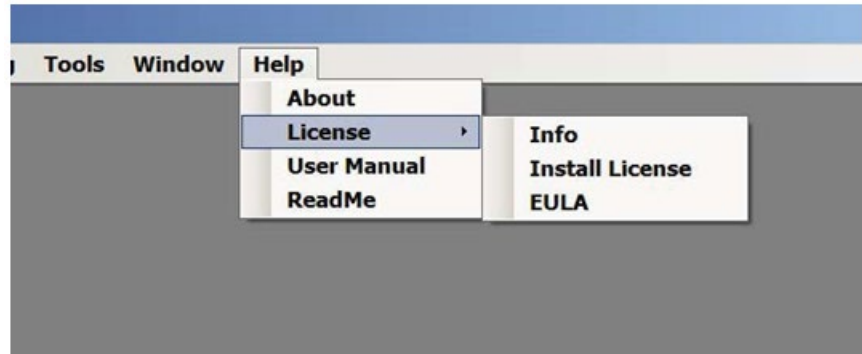 Tools Window Help
About
License
User Manual
ReadMe
Info
Install License
EULA